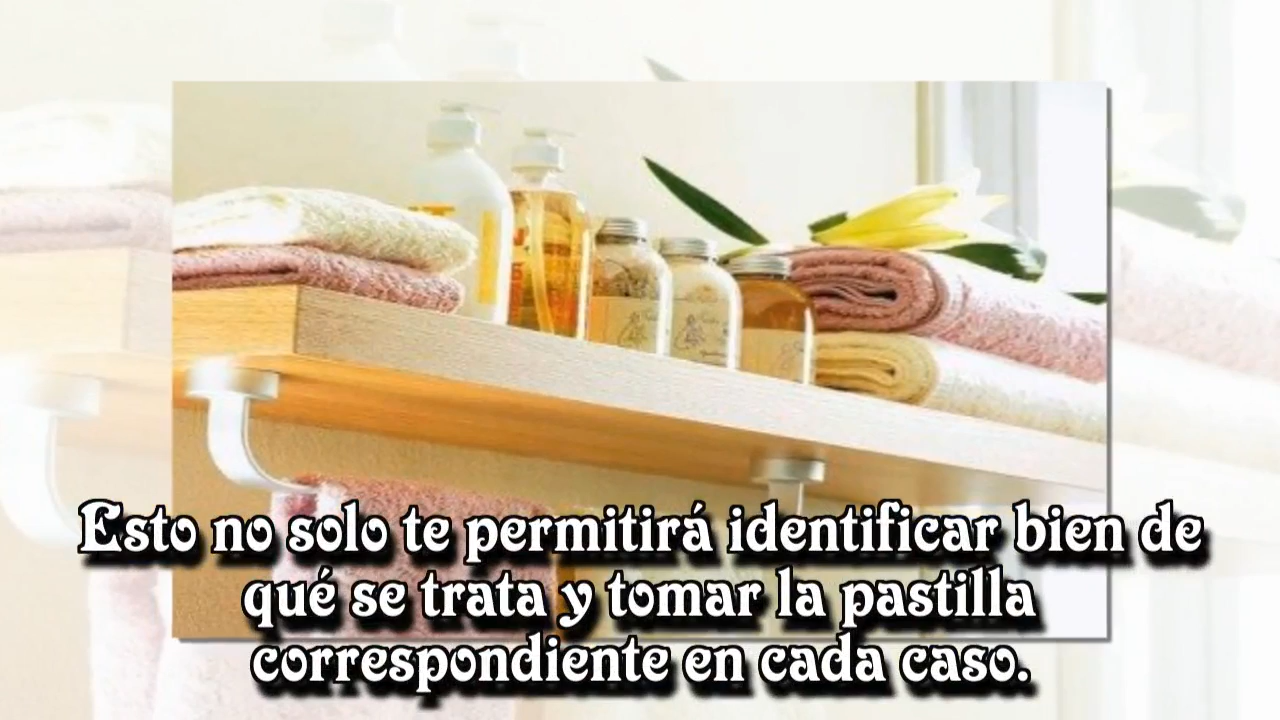 Esto no solo te permitirá identificar bien de
qué se trata y tomar la pastilla
correspondiente en cada caso.